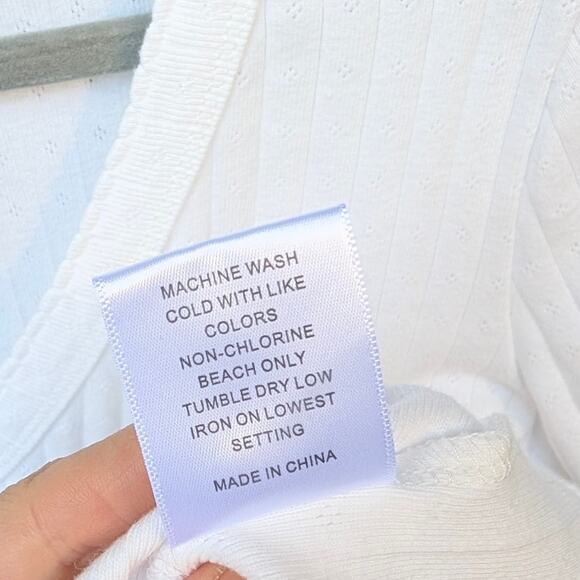 MACHINE WASH
COLD WITH LIKE
COLORS
NON-CHLORINE
BEACH ONLY
TUMBLE DRY LOW
IRON ON LOWEST
SETTING
MADE IN CHINA